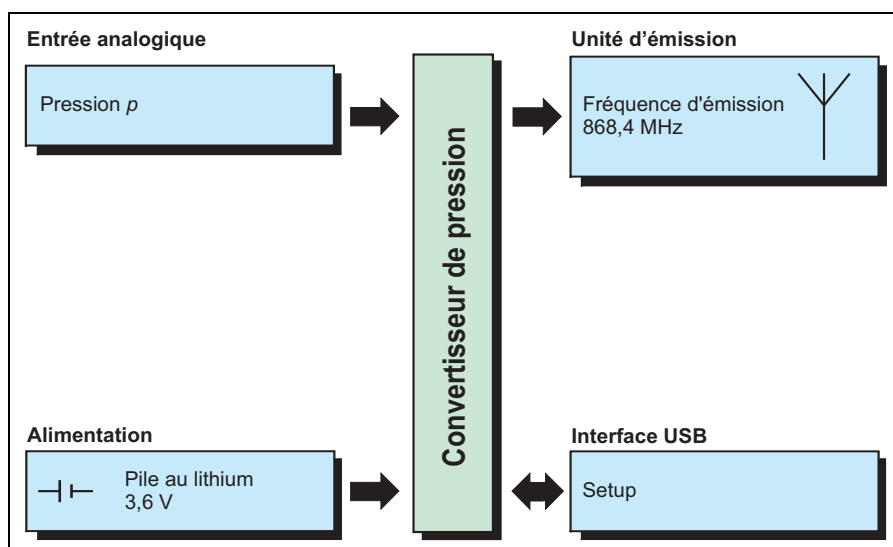 Entrée analogique
Pression p
Unité d’émission
Fréquence d'émission
868,4 MHz
Convertisseur de pression
Alimentation
Pile au lithium
3,6 V
Interface USB
Setup